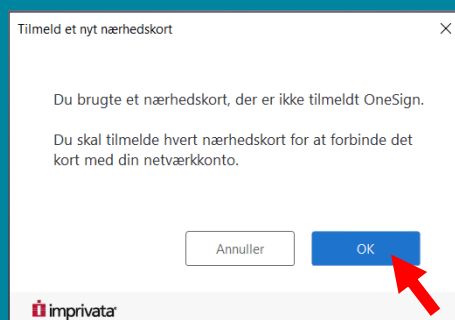 Tilmeld et nyt nærhedskort
Du brugte et nærhedskort, der er ikke tilmeldt OneSign.
Du skal tilmelde hvert nærhedskort for at forbinde det
kort med din netværkkonto.
Annuller OK
imprivata